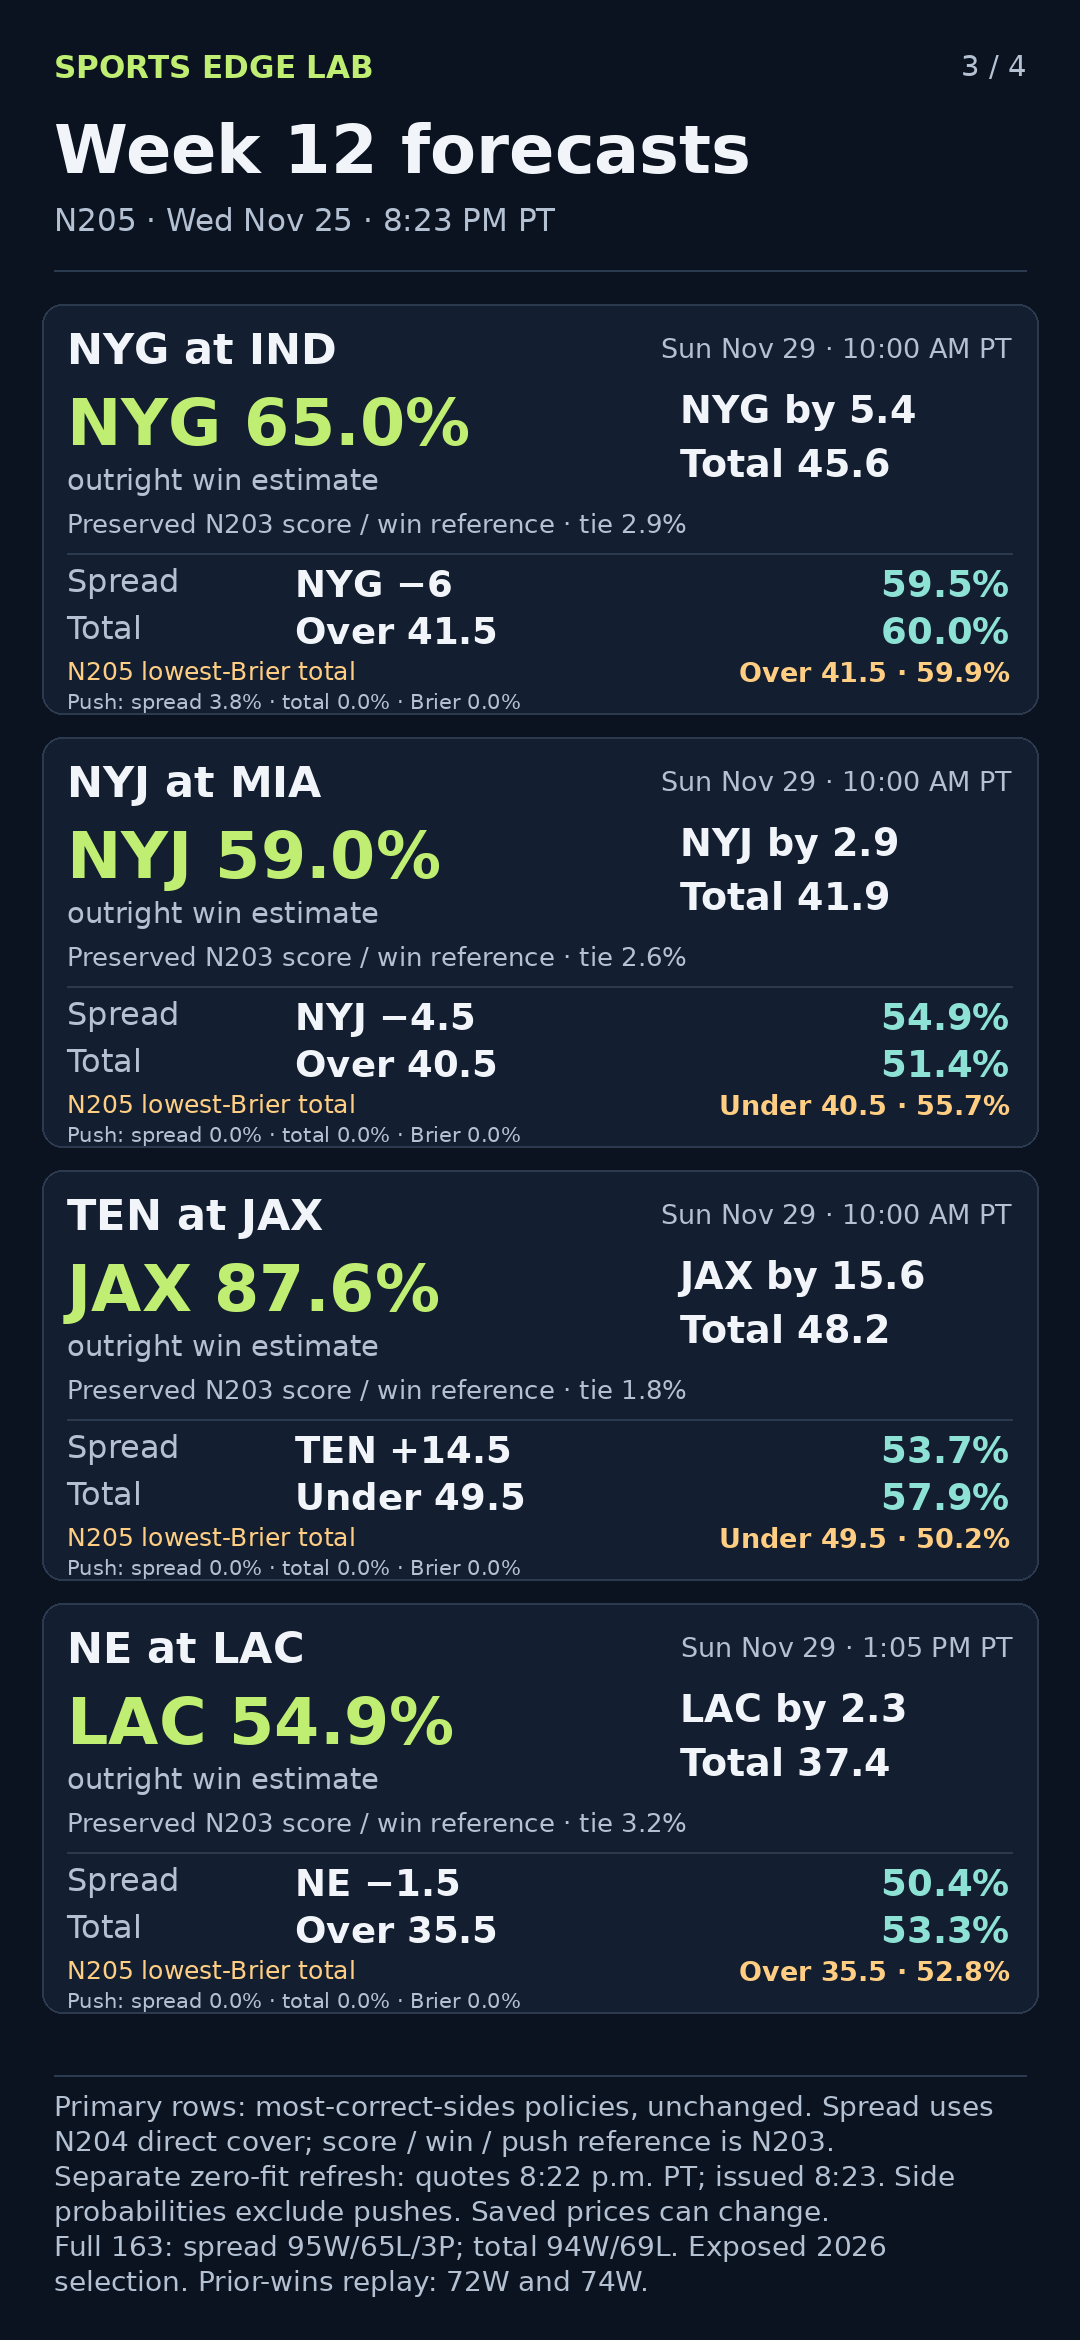 SPORTS EDGE LAB
3 / 4
Week 12 forecasts
N205 · Wed Nov 25 · 8:23 PM PT
NYG at IND
Sun Nov 29 · 10:00 AM PT
NYG 65.0%
NYG by 5.4
Total 45.6
outright win estimate
Preserved N203 score / win reference · tie 2.9%
Spread NYG −6 59.5%
Total Over 41.5 60.0%
N205 lowest-Brier total Over 41.5 · 59.9%
Push: spread 3.8% · total 0.0% · Brier 0.0%
NYJ at MIA
Sun Nov 29 · 10:00 AM PT
NYJ 59.0%
NYJ by 2.9
Total 41.9
outright win estimate
Preserved N203 score / win reference · tie 2.6%
Spread NYJ −4.5 54.9%
Total Over 40.5 51.4%
N205 lowest-Brier total Under 40.5 · 55.7%
Push: spread 0.0% · total 0.0% · Brier 0.0%
TEN at JAX
Sun Nov 29 · 10:00 AM PT
JAX 87.6%
JAX by 15.6
Total 48.2
outright win estimate
Preserved N203 score / win reference · tie 1.8%
Spread TEN +14.5 53.7%
Total Under 49.5 57.9%
N205 lowest-Brier total Under 49.5 · 50.2%
Push: spread 0.0% · total 0.0% · Brier 0.0%
NE at LAC
Sun Nov 29 · 1:05 PM PT
LAC 54.9%
LAC by 2.3
Total 37.4
outright win estimate
Preserved N203 score / win reference · tie 3.2%
Spread NE −1.5 50.4%
Total Over 35.5 53.3%
N205 lowest-Brier total Over 35.5 · 52.8%
Push: spread 0.0% · total 0.0% · Brier 0.0%
Primary rows: most-correct-sides policies, unchanged. Spread uses
N204 direct cover; score / win / push reference is N203.
Separate zero-fit refresh: quotes 8:22 p.m. PT; issued 8:23. Side
probabilities exclude pushes. Saved prices can change.
Full 163: spread 95W/65L/3P; total 94W/69L. Exposed 2026
selection. Prior-wins replay: 72W and 74W.